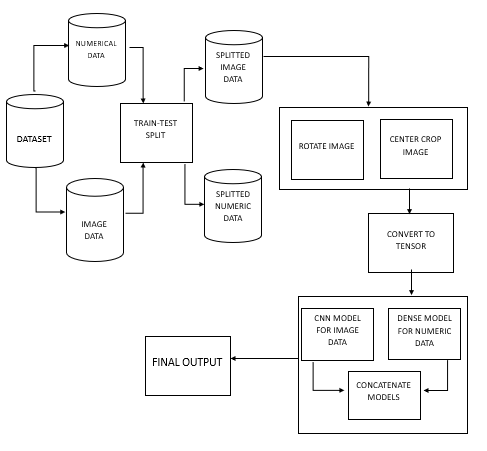 NUMERICAL
DATA
DATASET
IMAGE
DATA
TRAIN-TEST
SPLIT
SPLITTED
IMAGE
DATA
SPLITTED
NUMERIC
DATA
ROTATE IMAGE
CENTER CROP
IMAGE
CONVERT TO
TENSOR
CNN MODEL
FOR IMAGE
DATA
DENSE MODEL
FOR NUMERIC
DATA
CONCATENATE
MODELS
FINAL OUTPUT